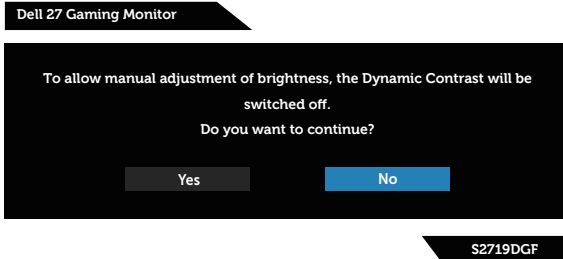 Dell 27 Gaming Monitor
To allow manual adjustment of brightness, the Dynamic Contrast will be
switched off.
Do you want to continue?
Yes No
S2719DGF